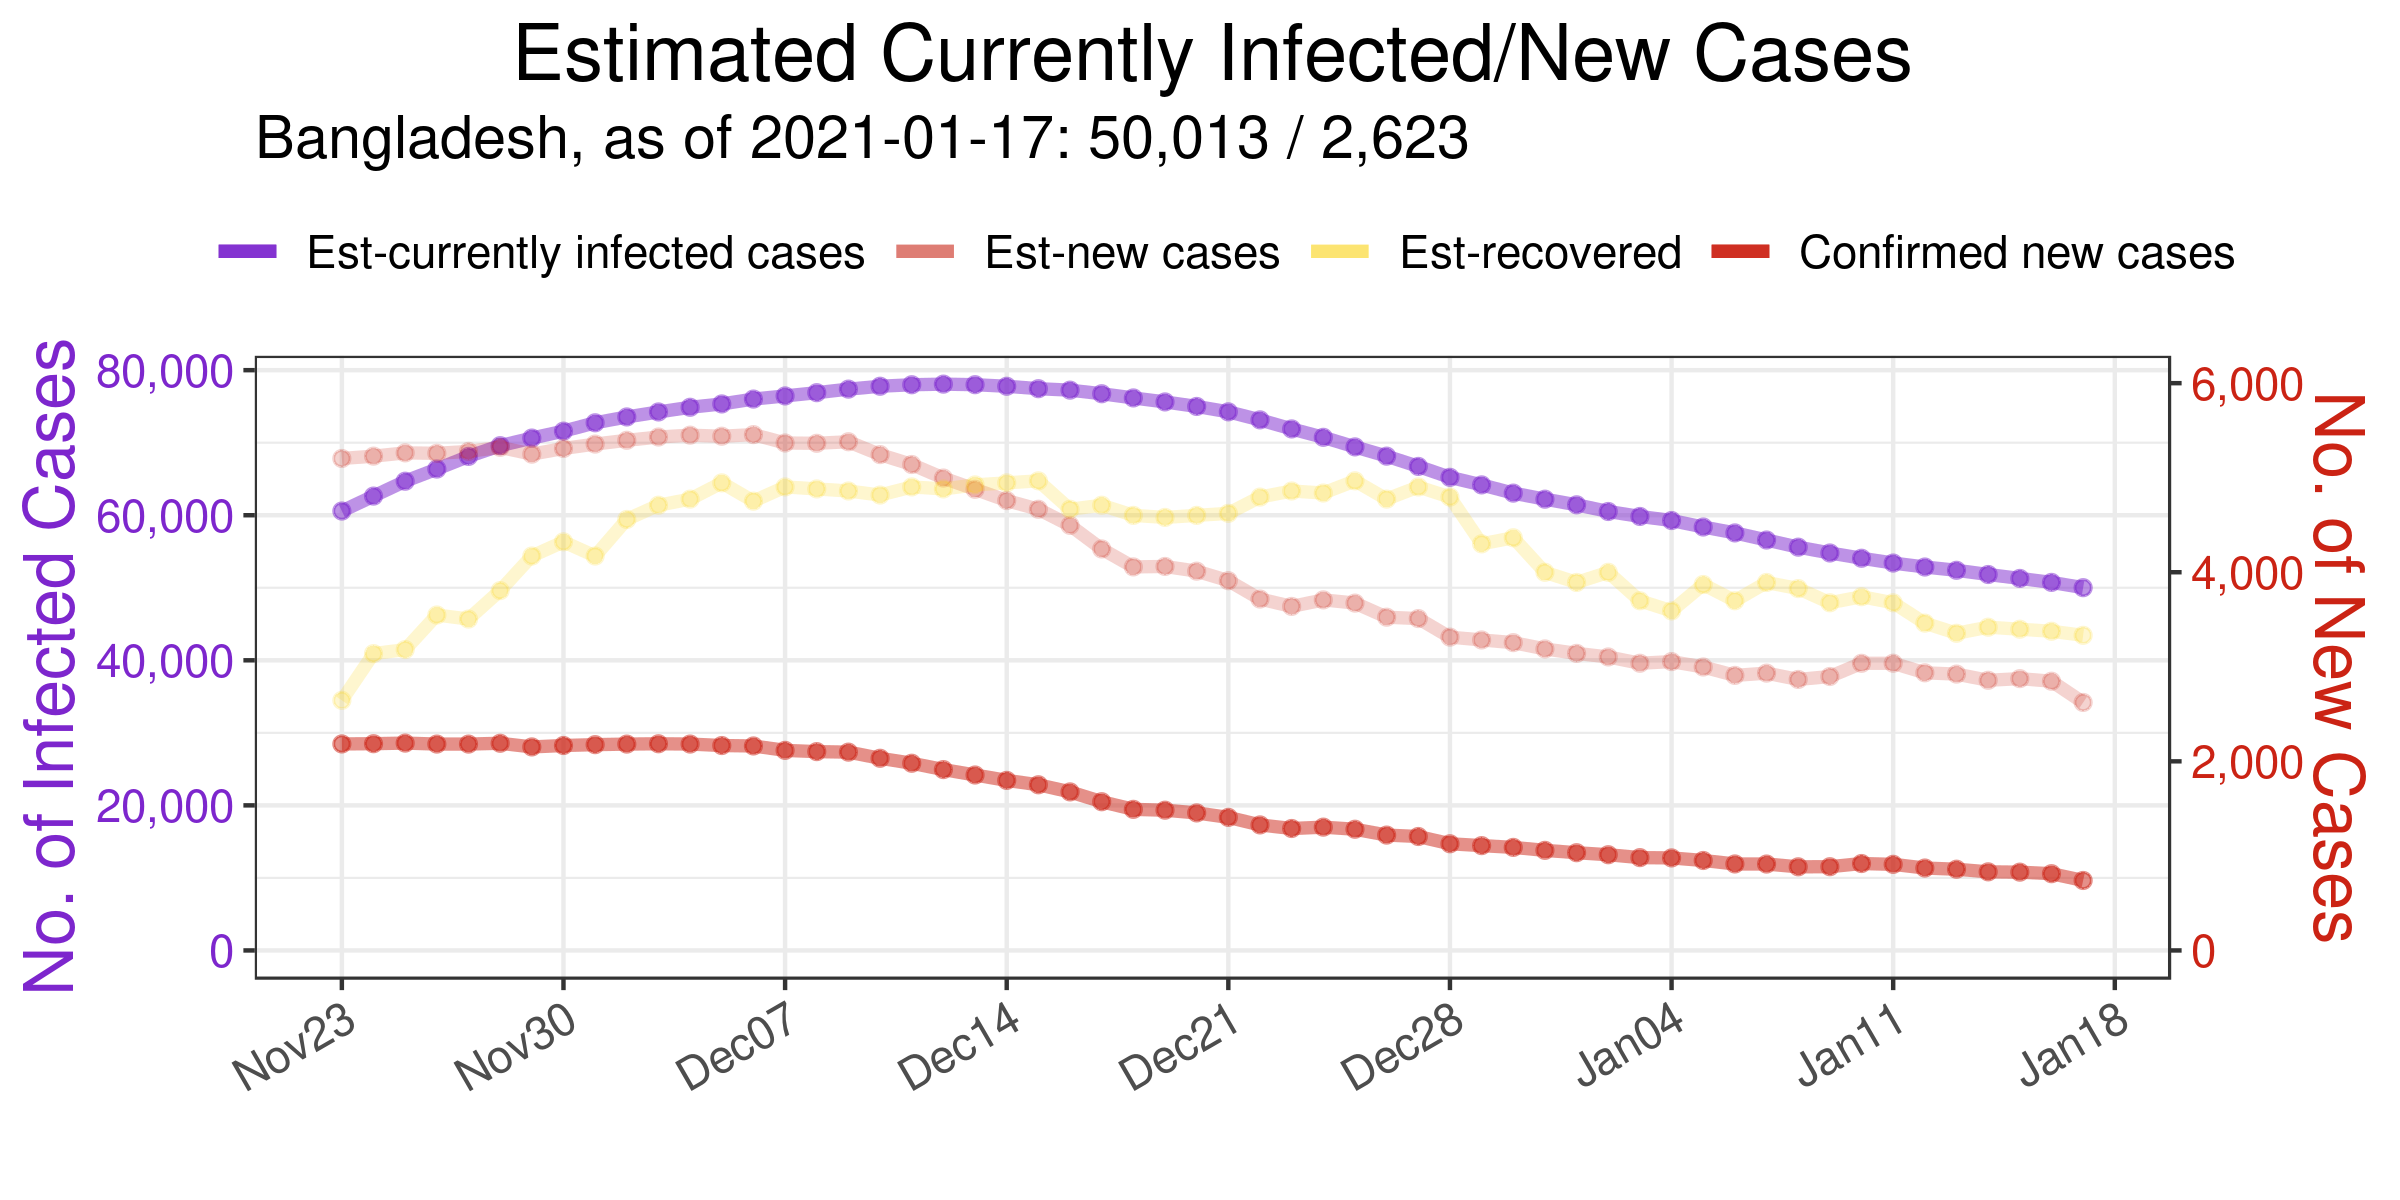 Estimated Currently Infected/New Cases
Bangladesh, as of 2021-01-17: 50,013 / 2,623
Est-currently infected cases Est-new cases Est-recovered Confirmed new cases
No. of Infected Cases
80,000
60,000
40,000
20,000
0
6,000
4,000
2,000
0
No. of New Cases
Nov23 Nov30 Dec07 Dec14 Dec21 Dec28 Jan04 Jan11 Jan18